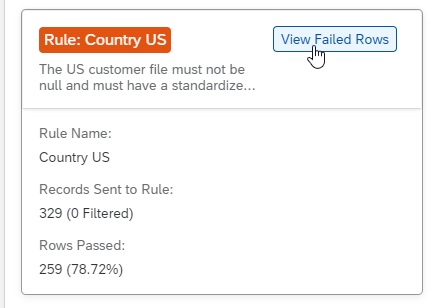 Rule: Country US
View Failed Rows
The US customer file must not be
null and must have a standardize...
Rule Name:
Country US
Records Sent to Rule:
329 (0 Filtered)
Rows Passed:
259 (78.72%)